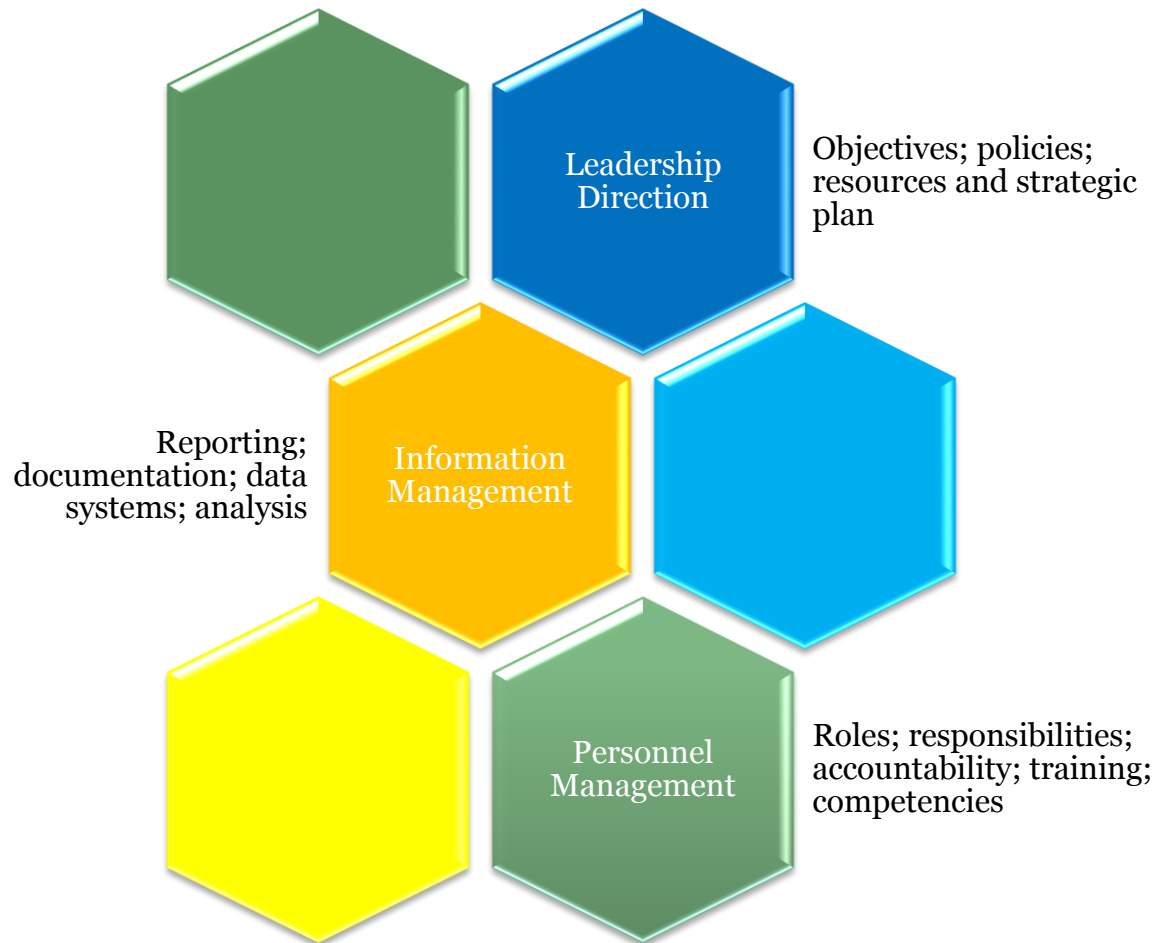 Leadership
Direction
Objectives; policies;
resources and strategic
plan
Reporting;
documentation; data
systems; analysis
Information
Management
Personnel
Management
Roles; responsibilities;
accountability; training;
competencies